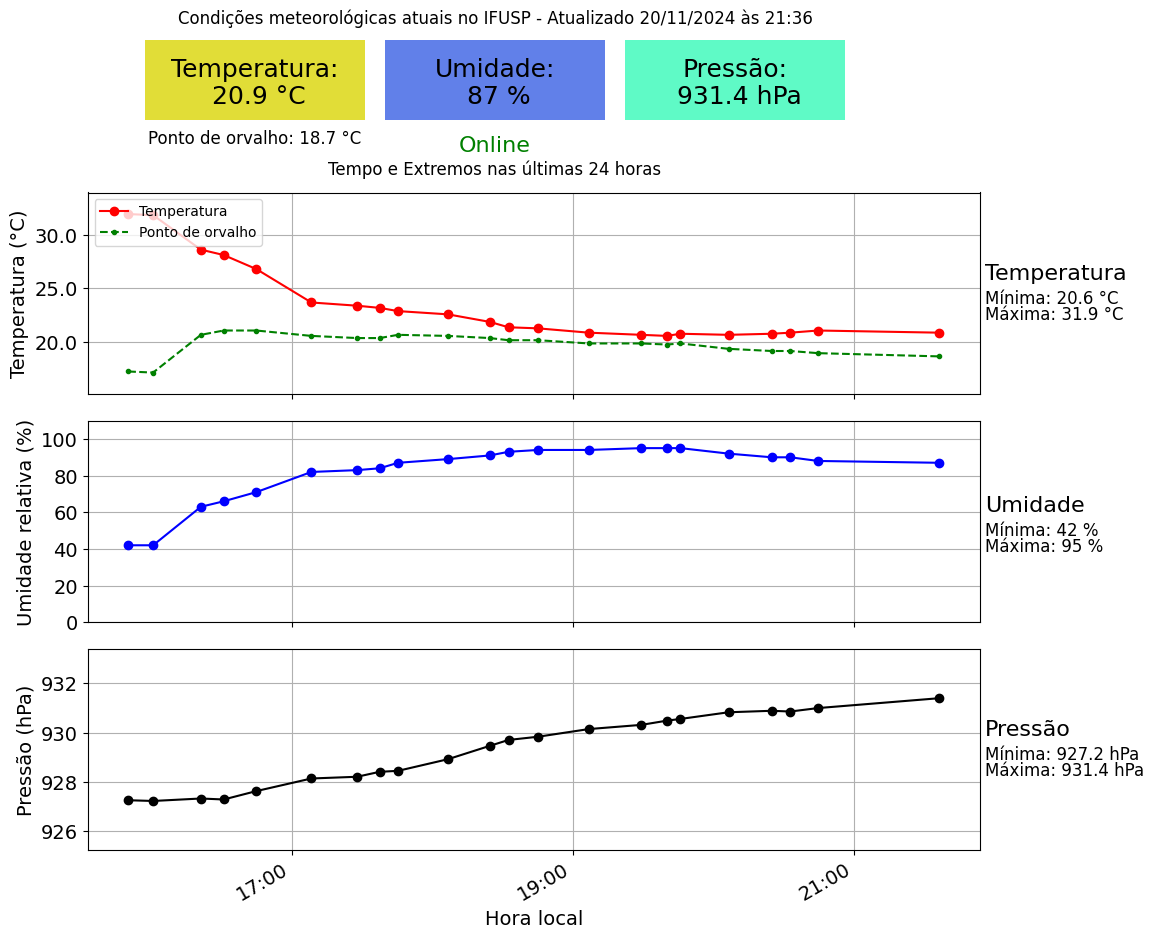 Condições meteorológicas atuais no IFUSP - Atualizado 20/11/2024 às 21:36
Temperatura:
20.9 °C
Umidade:
87 %
Pressão:
931.4 hPa
Ponto de orvalho: 18.7 °C
Online
Tempo e Extremos nas últimas 24 horas
Temperatura (°C)
30.0
25.0
20.0
Temperatura
Ponto de orvalho
Temperatura
Mínima: 20.6 °C
Máxima: 31.9 °C
Umidade relativa (%)
100
80
60
40
20
0
Umidade
Mínima: 42 %
Máxima: 95 %
Pressão (hPa)
932
930
928
926
Pressão
Mínima: 927.2 hPa
Máxima: 931.4 hPa
17:00
19:00
21:00
Hora local